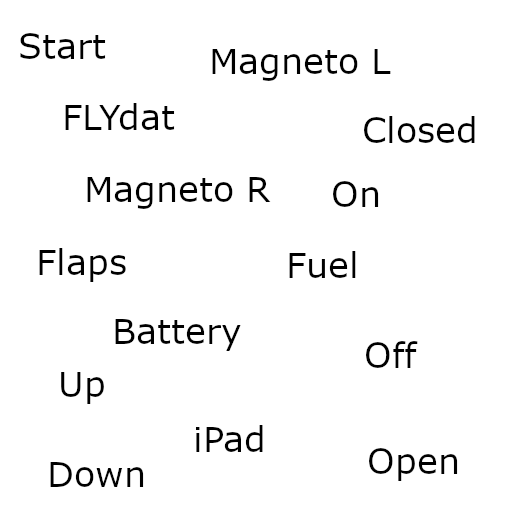 Start
Magneto L
FLYdat
Closed
Magneto R
On
Flaps
Fuel
Battery
Off
Up
iPad
Open
Down